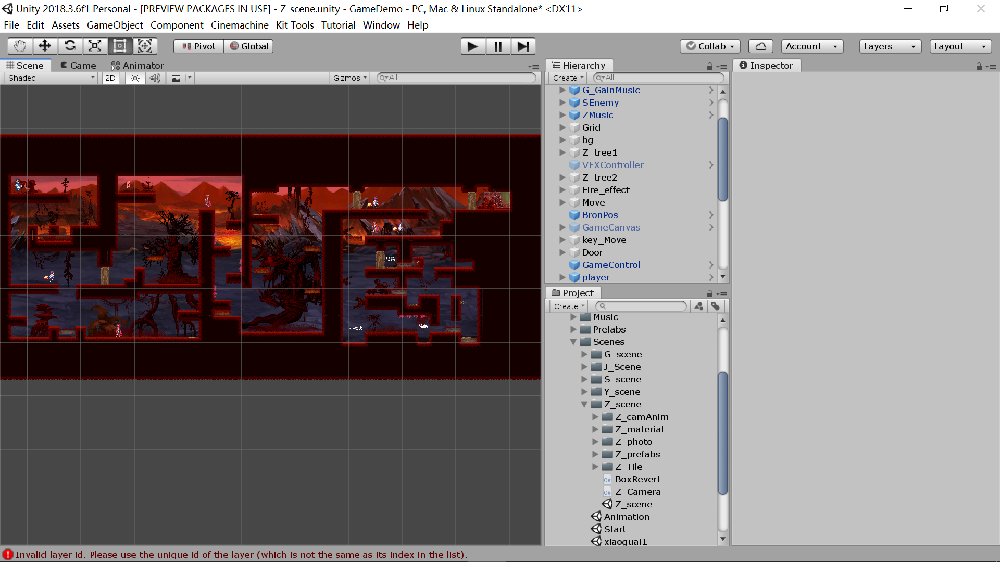 Unity 2018.3.6f1 Personal - [PREVIEW PACKAGES IN USE] - Z_scene.unity - GameDemo - PC, Mac & Linux Standalone* <DX11>
File Edit Assets GameObject Component Cinemachine Kit Tools Tutorial Window Help
Pivot Global Collab Account Layers Layout
Scene Game Animator
Shaded 2D Gizmos All
Hierarchy
Create All
G_GainMusic
SEnemy
ZMusic
Grid
bg
Z_tree1
VFXController
Z_tree2
Fire_effect
Move
BronPos
GameCanvas
key_Move
Door
GameControl
player
Project
Create
Music
Prefabs
Scenes
G_scene
J_Scene
S_scene
Y_scene
Z_scene
Z_camAnim
Z_material
Z_photo
Z_prefabs
Z_Tile
C# BoxRevert
C# Z_Camera
Z_scene
Animation
Start
xiaoguai1
Inspector
Invalid layer id. Please use the unique id of the layer (which is not the same as its index in the list).